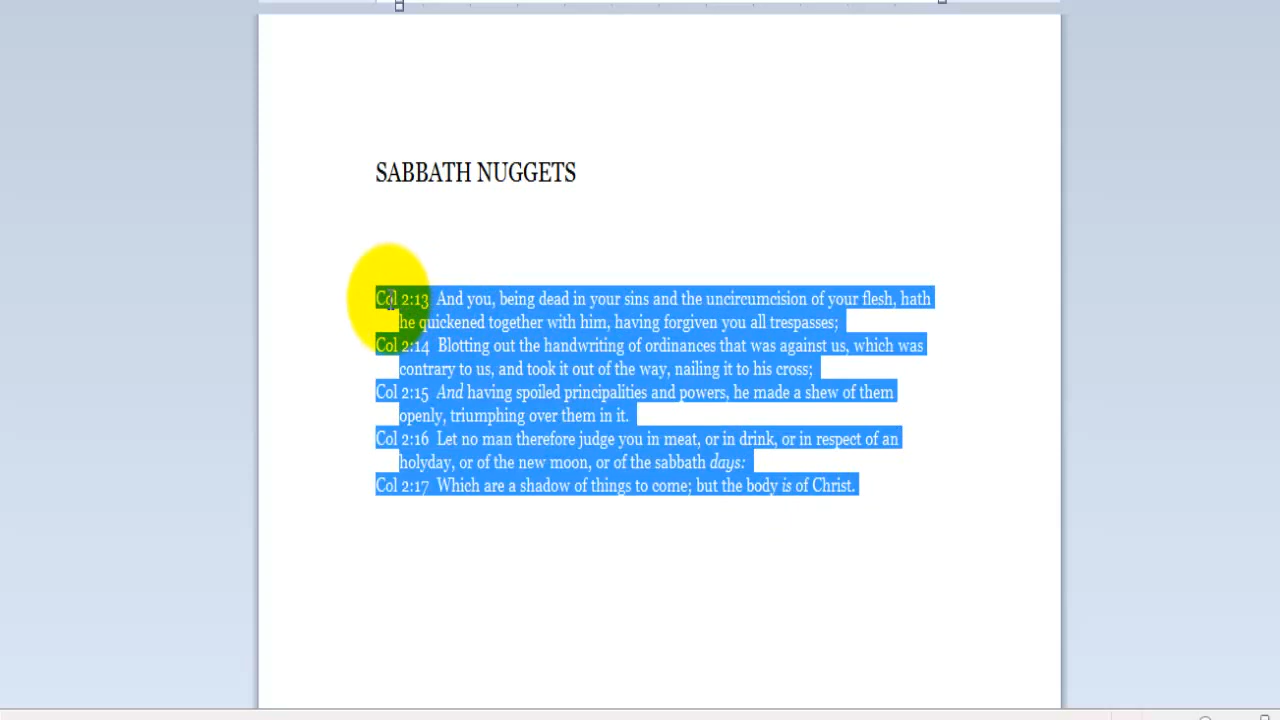 SABBATH NUGGETS
Col 2:13 And you, being dead in your sins and the uncircumcision of your flesh, hath
he quickened together with him, having forgiven you all trespasses;
Col 2:14 Blotting out the handwriting of ordinances that was against us, which was
contrary to us, and took it out of the way, nailing it to his cross;
Col 2:15 And having spoiled principalities and powers, he made a shew of them
openly, triumphing over them in it.
Col 2:16 Let no man therefore judge you in meat, or in drink, or in respect of an
holyday, or of the new moon, or of the sabbath days:
Col 2:17 Which are a shadow of things to come; but the body is of Christ.